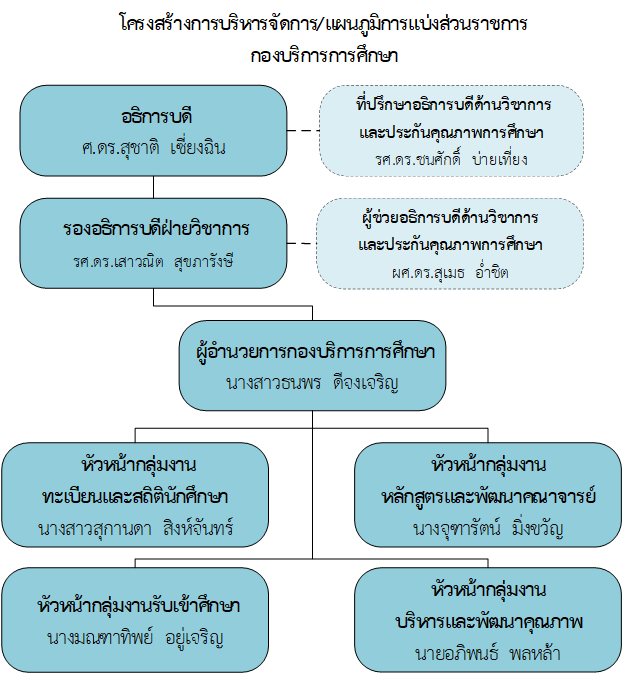 โครงสร้างการบริหารจัดการ/แผนภูมิการแบ่งส่วนราชการ
กองบริการการศึกษา
อธิการบดี
ศ.ดร.สุชาติ เซี่ยงฉิน
ที่ปรึกษาอธิการบดีด้านวิชาการ
และประกันคุณภาพการศึกษา
รศ.ดร.ชนศักดิ์ บ่ายเที่ยง
รองอธิการบดีฝ่ายวิชาการ
รศ.ดร.เสาวณิต สุขภารังษี
ผู้ช่วยอธิการบดีด้านวิชาการ
และประกันคุณภาพการศึกษา
ผศ.ดร.สุเมธ อ่ำชิต
ผู้อำนวยการกองบริการการศึกษา
นางสาวธนพร ดีจงเจริญ
หัวหน้ากลุ่มงาน
ทะเบียนและสถิตินักศึกษา
นางสาวสุกานดา สิงห์จันทร์
หัวหน้ากลุ่มงาน
หลักสูตรและพัฒนาคณาจารย์
นางจุฑารัตน์ มิ่งขวัญ
หัวหน้ากลุ่มงานรับเข้าศึกษา
นางมณฑาทิพย์ อยู่เจริญ
หัวหน้ากลุ่มงาน
บริหารและพัฒนาคุณภาพ
นายอภิพนธ์ พลหล้า